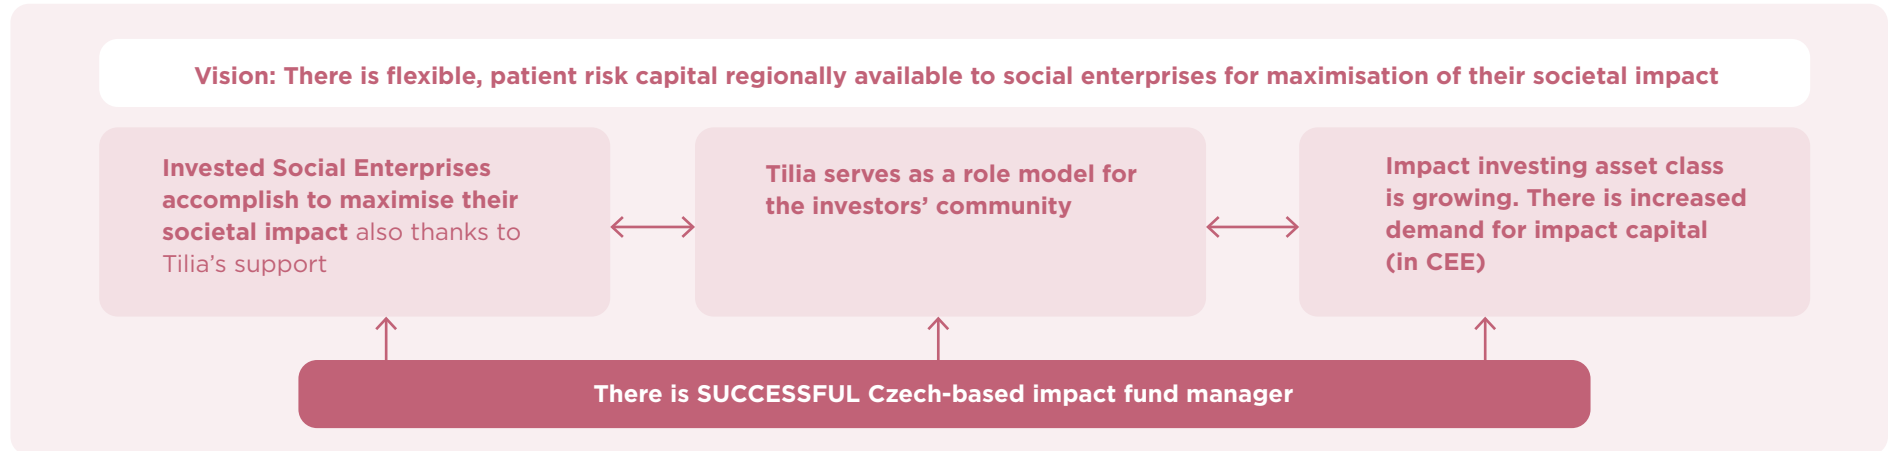 Vision: There is flexible, patient risk capital regionally available to social enterprises for maximisation of their societal impact
Invested Social Enterprises
accomplish to maximise their
societal impact also thanks to
Tilia’s support
Tilia serves as a role model for
the investors’ community
Impact investing asset class
is growing. There is increased
demand for impact capital
(in CEE)
There is SUCCESSFUL Czech-based impact fund manager